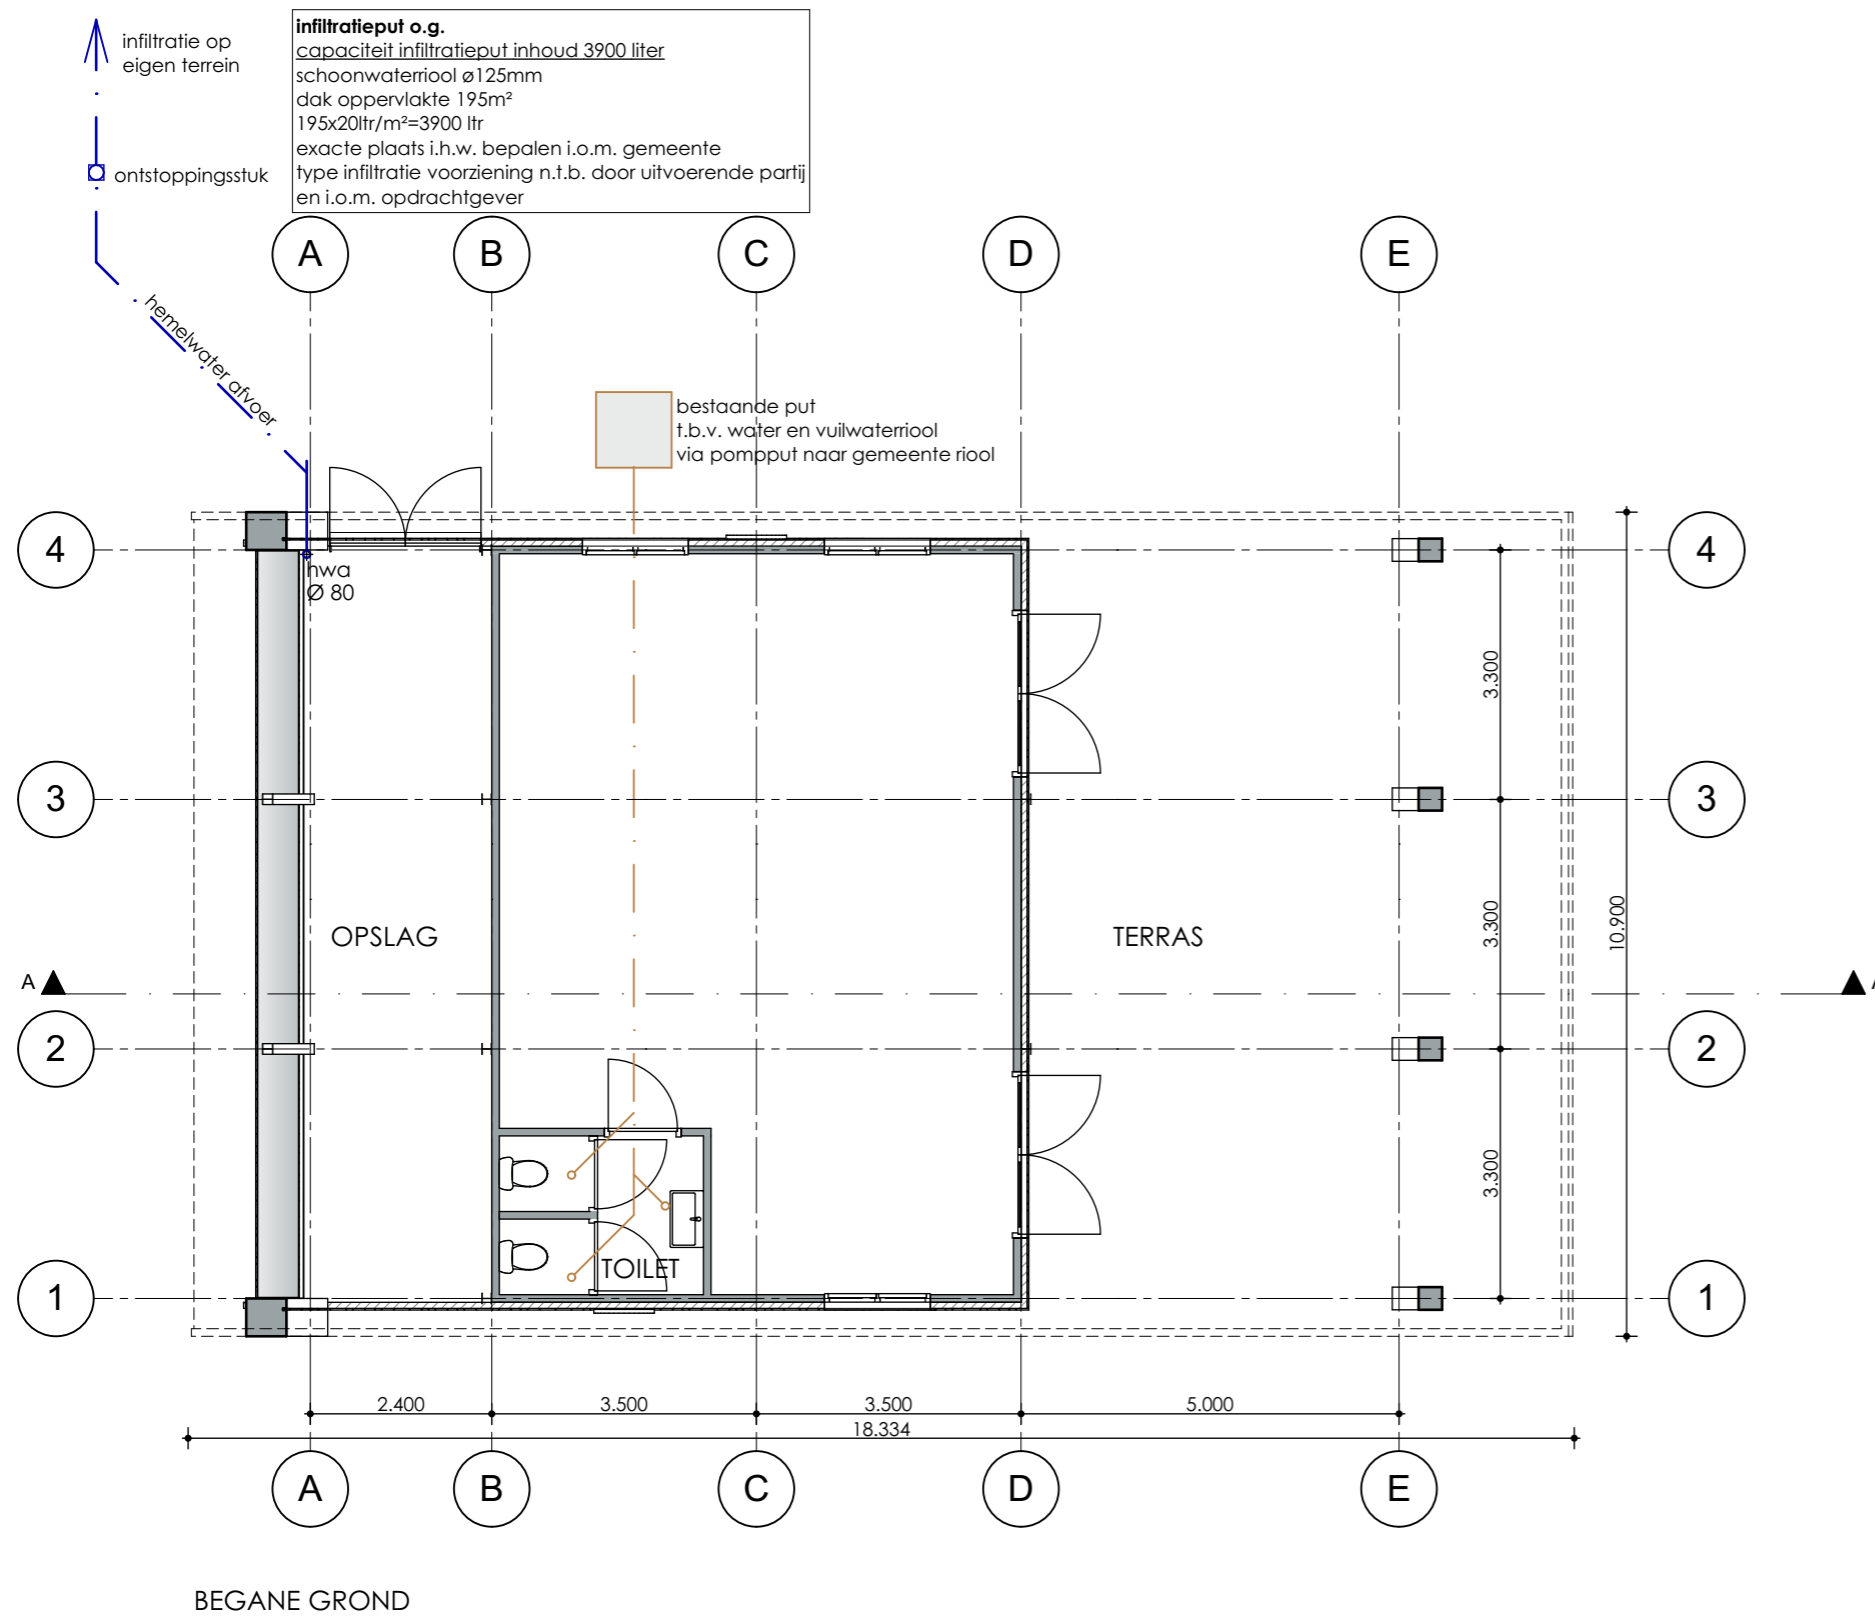 infiltratie op
eigen terrein
ontstoppingsstuk
hemelwater afvoer
infiltratieput o.g.
capaciteit infiltratieput inhoud 3900 liter
schoonwaterriool ø125mm
dak oppervlakte 195m²
195x20ltr/m²=3900 ltr
exacte plaats i.h.w. bepalen i.o.m. gemeente
type infiltratie voorziening n.t.b. door uitvoerende partij
en i.o.m. opdrachtgever
A B C D E
bestaande put
t.b.v. water en vuilwaterriool
via pompput naar gemeente riool
4 4
hwa
Ø 80
3.300
3 3
3.300
10.900
OPSLAG TERRAS
A A
2 2
3.300
TOILET
1 1
2.400 3.500 3.500 5.000
18.334
A B C D E
BEGANE GROND